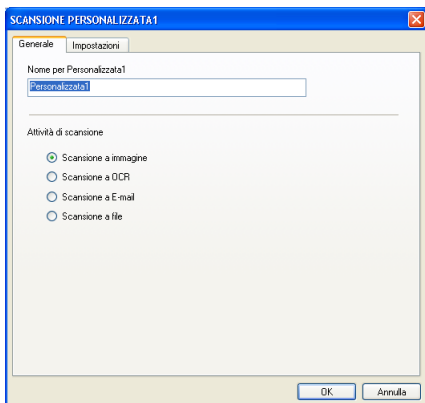 SCANSIONE PERSONALIZZATA1
Generale Impostazioni
Nome per Personalizzata1
Personalizzata1
Attività di scansione
Scansione a immagine
Scansione a OCR
Scansione a E-mail
Scansione a file
OK Annulla